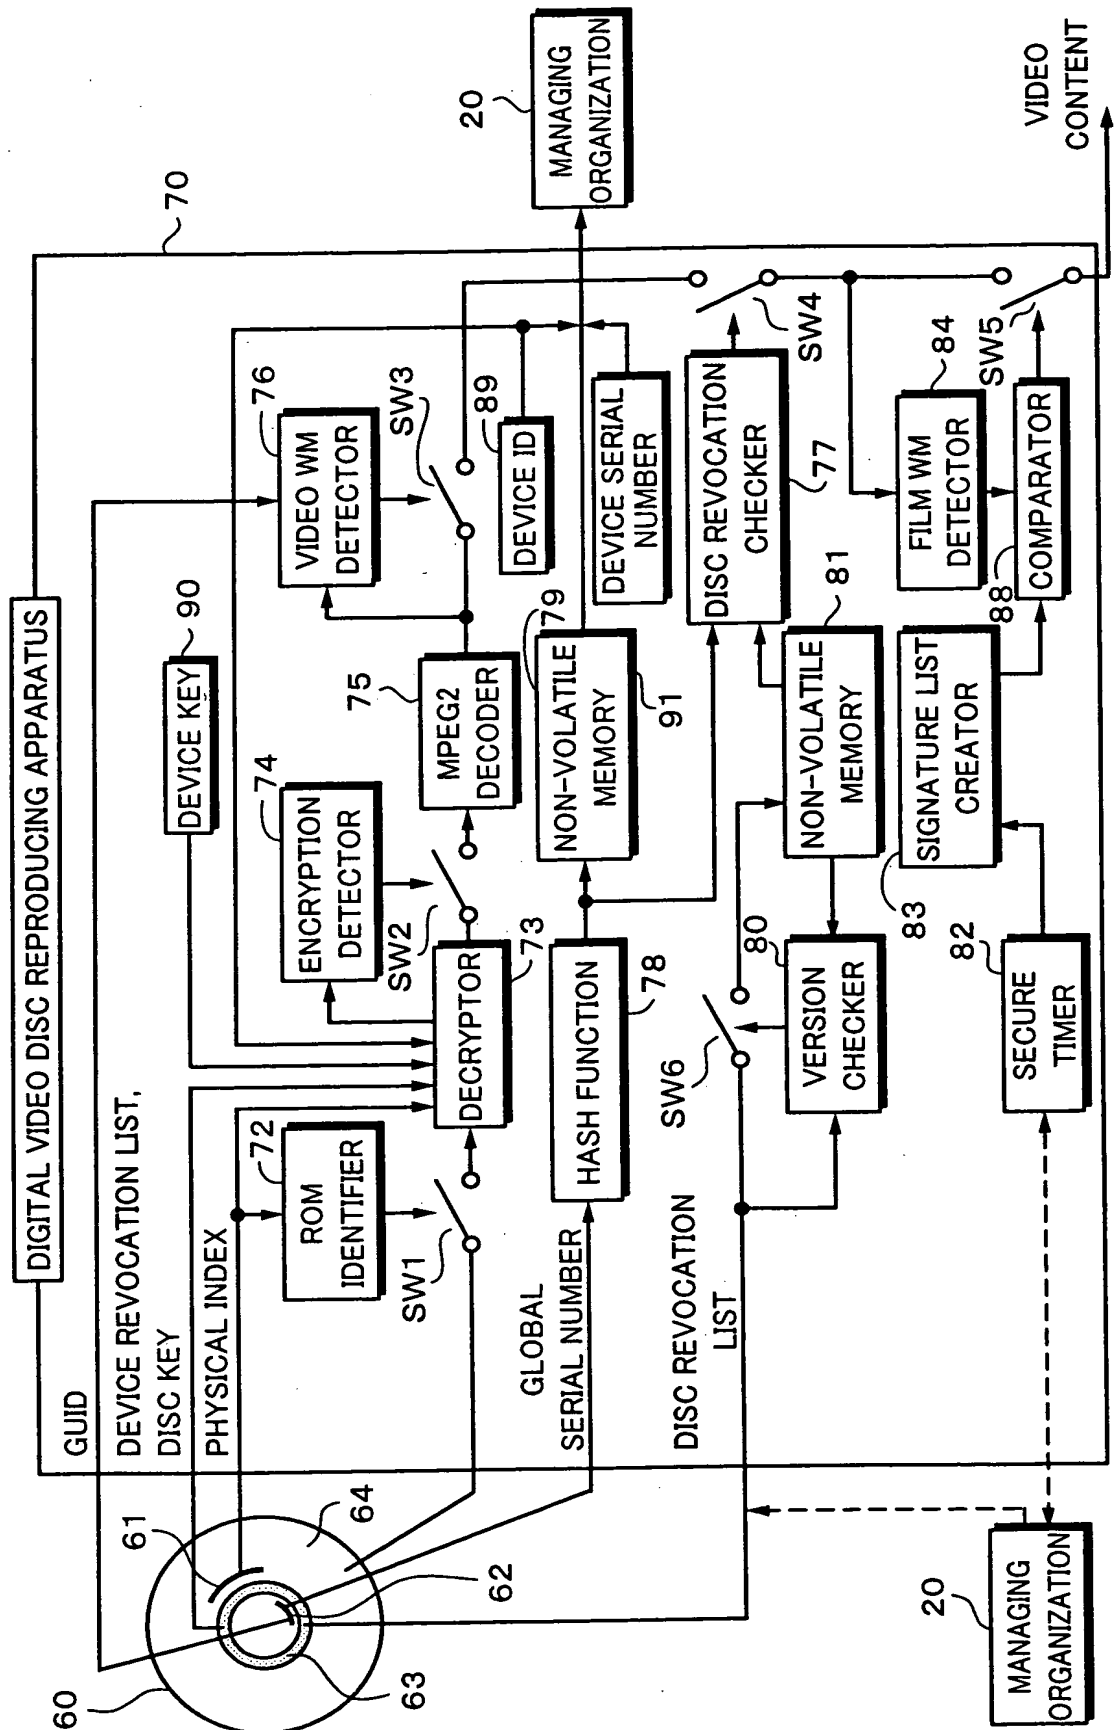 DIGITAL VIDEO DISC REPRODUCING APPARATUS
70
GUID
DEVICE REVOCATION LIST,
DISC KEY
PHYSICAL INDEX
DEVICE KEY
90
72
ROM
IDENTIFIER
SW1
74
ENCRYPTION
DETECTOR
SW2
DECRYPTOR
73
75
MPEG2
DECODER
76
VIDEO WM
DETECTOR
SW3
89
DEVICE ID
20
MANAGING
ORGANIZATION
60
61
64
62
63
GLOBAL
SERIAL NUMBER
HASH FUNCTION
78
79
NON-VOLATILE
MEMORY
91
DEVICE SERIAL
NUMBER
DISC REVOCATION
LIST
SW6
80
VERSION
CHECKER
NON-VOLATILE
MEMORY
81
DISC REVOCATION
CHECKER
77
SW4
82
SECURE
TIMER
83
SIGNATURE LIST
CREATOR
84
FILM WM
DETECTOR
88
COMPARATOR
SW5
VIDEO
CONTENT
20
MANAGING
ORGANIZATION